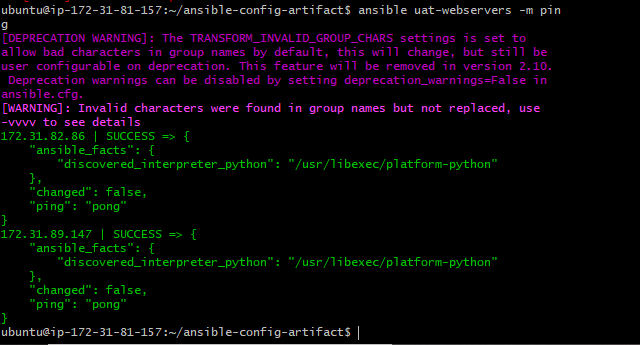 ubuntu@ip-172-31-81-157:~/ansible-config-artifact$ ansible uat-webservers -m pin
g
[DEPRECATION WARNING]: The TRANSFORM_INVALID_GROUP_CHARS settings is set to
allow bad characters in group names by default, this will change, but still be
user configurable on deprecation. This feature will be removed in version 2.10.
 Deprecation warnings can be disabled by setting deprecation_warnings=False in
ansible.cfg.
[WARNING]: Invalid characters were found in group names but not replaced, use
-vvvv to see details
172.31.82.86 | SUCCESS => {
    "ansible_facts": {
        "discovered_interpreter_python": "/usr/libexec/platform-python"
    },
    "changed": false,
    "ping": "pong"
}
172.31.89.147 | SUCCESS => {
    "ansible_facts": {
        "discovered_interpreter_python": "/usr/libexec/platform-python"
    },
    "changed": false,
    "ping": "pong"
}
ubuntu@ip-172-31-81-157:~/ansible-config-artifact$